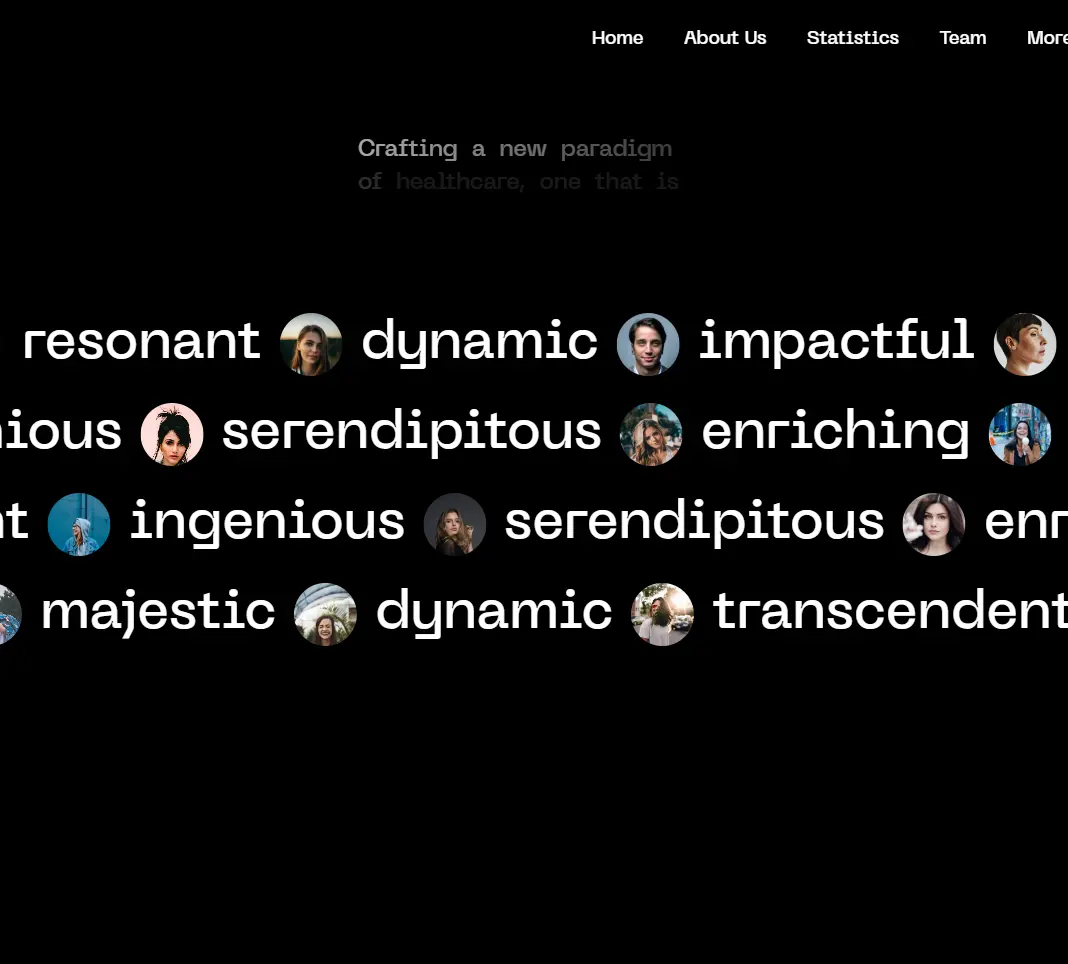 Home About Us Statistics Team More
Crafting a new paradigm
of healthcare, one that is
resonant dynamic impactful
nious serendipitous enriching
nt ingenious serendipitous enr
majestic dynamic transcendent